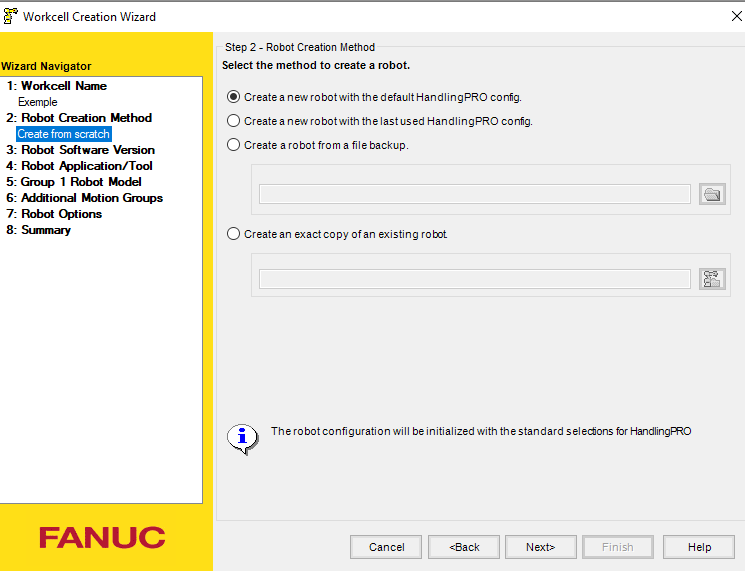 Workcell Creation Wizard
Wizard Navigator
1: Workcell Name
Exemple
2: Robot Creation Method
Create from scratch
3: Robot Software Version
4: Robot Application/Tool
5: Group 1 Robot Model
6: Additional Motion Groups
7: Robot Options
8: Summary
FANUC
Step 2 - Robot Creation Method
Select the method to create a robot.
Create a new robot with the default HandlingPRO config.
Create a new robot with the last used HandlingPRO config.
Create a robot from a file backup.
Create an exact copy of an existing robot.
The robot configuration will be initialized with the standard selections for HandlingPRO
Cancel
<Back
Next>
Finish
Help